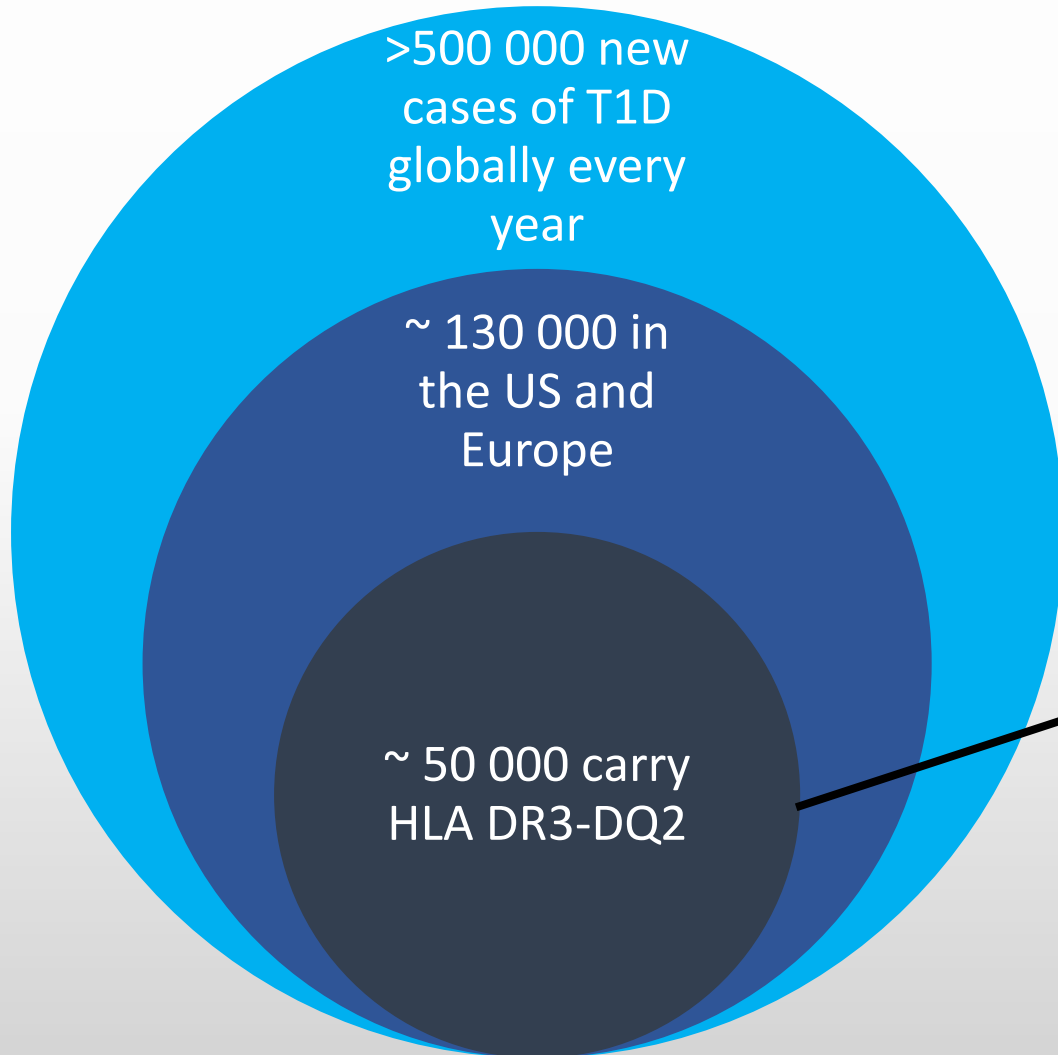 >500 000 new
cases of T1D
globally every
year
~ 130 000 in
the US and
Europe
~ 50 000 carry
HLA DR3-DQ2